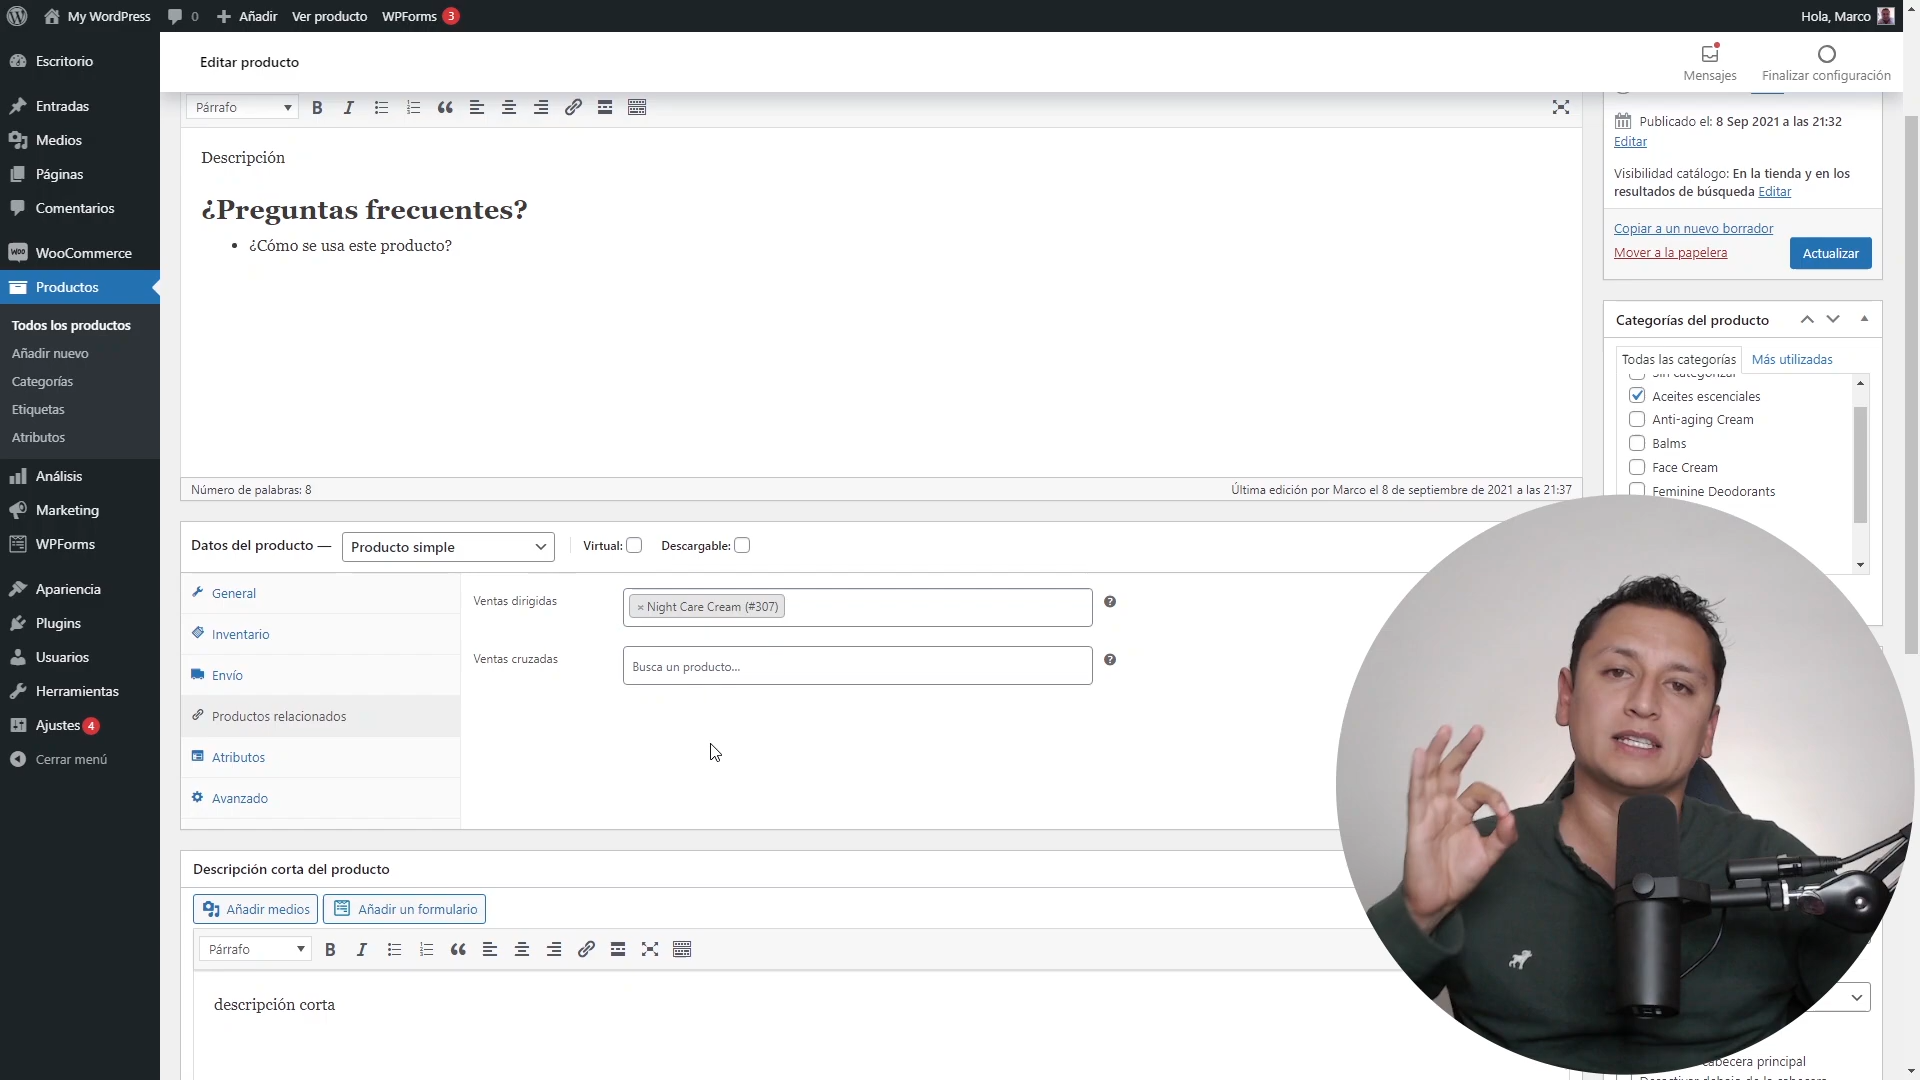 My WordPress
0
Añadir
Ver producto
WPForms 3
Hola, Marco
Escritorio
Entradas
Medios
Páginas
Comentarios
WooCommerce
Productos
Todos los productos
Añadir nuevo
Categorías
Etiquetas
Atributos
Análisis
Marketing
WPForms
Apariencia
Plugins
Usuarios
Herramientas
Ajustes 4
Cerrar menú
Editar producto
Mensajes
Finalizar configuración
Párrafo
Descripción
¿Preguntas frecuentes?
¿Cómo se usa este producto?
Número de palabras: 8
Última edición por Marco el 8 de septiembre de 2021 a las 21:37
Datos del producto —
Producto simple
Virtual:
Descargable:
General
Inventario
Envío
Productos relacionados
Atributos
Avanzado
Ventas dirigidas
× Night Care Cream (#307)
Ventas cruzadas
Busca un producto...
Descripción corta del producto
Añadir medios
Añadir un formulario
Párrafo
descripción corta
Publicado el: 8 Sep 2021 a las 21:32
Editar
Visibilidad catálogo: En la tienda y en los
resultados de búsqueda Editar
Copiar a un nuevo borrador
Mover a la papelera
Actualizar
Categorías del producto
Todas las categorías
Más utilizadas
Sin categorizar
Aceites escenciales
Anti-aging Cream
Balms
Face Cream
Feminine Deodorants
principal